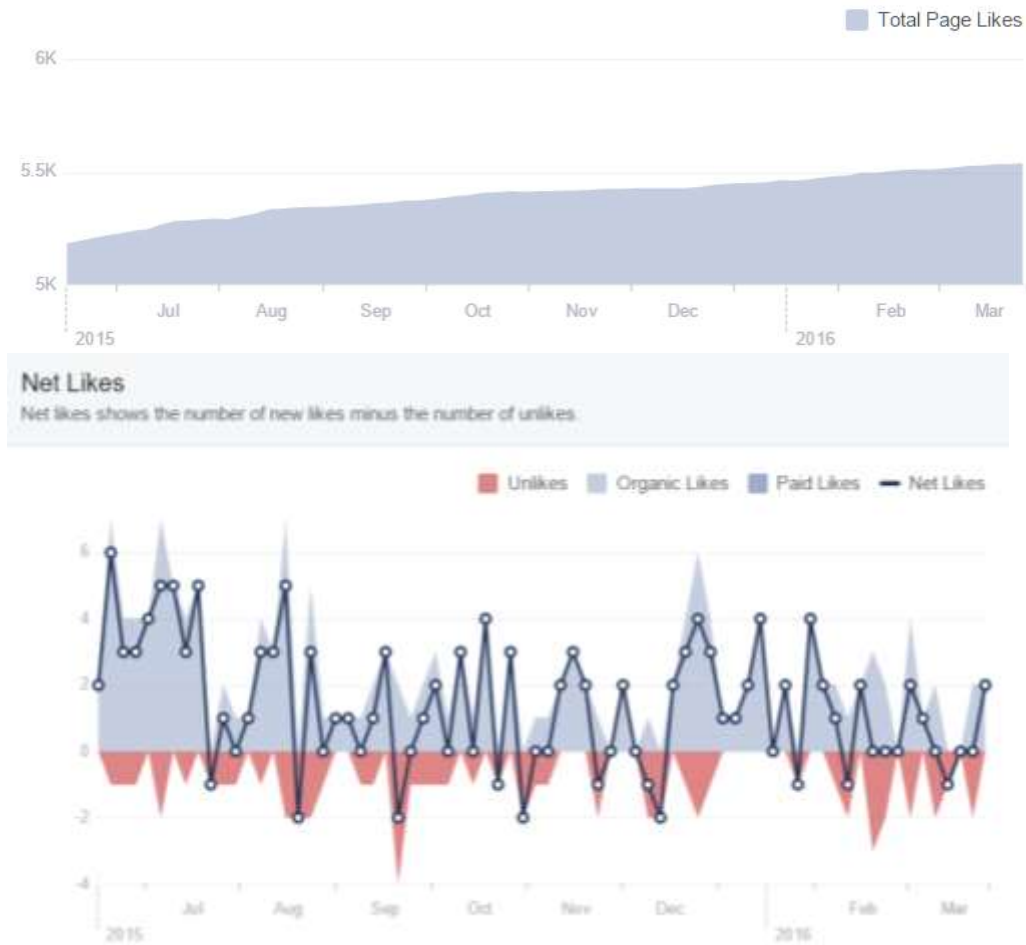 Total Page Likes
6K
5.5K
5K
Jul Aug Sep Oct Nov Dec Feb Mar
2015 2016
Net Likes
Net likes shows the number of new likes minus the number of unlikes.
Unlikes Organic Likes Paid Likes Net Likes
6
4
2
0
-2
-4
Jul Aug Sep Oct Nov Dec Feb Mar
2015 2016